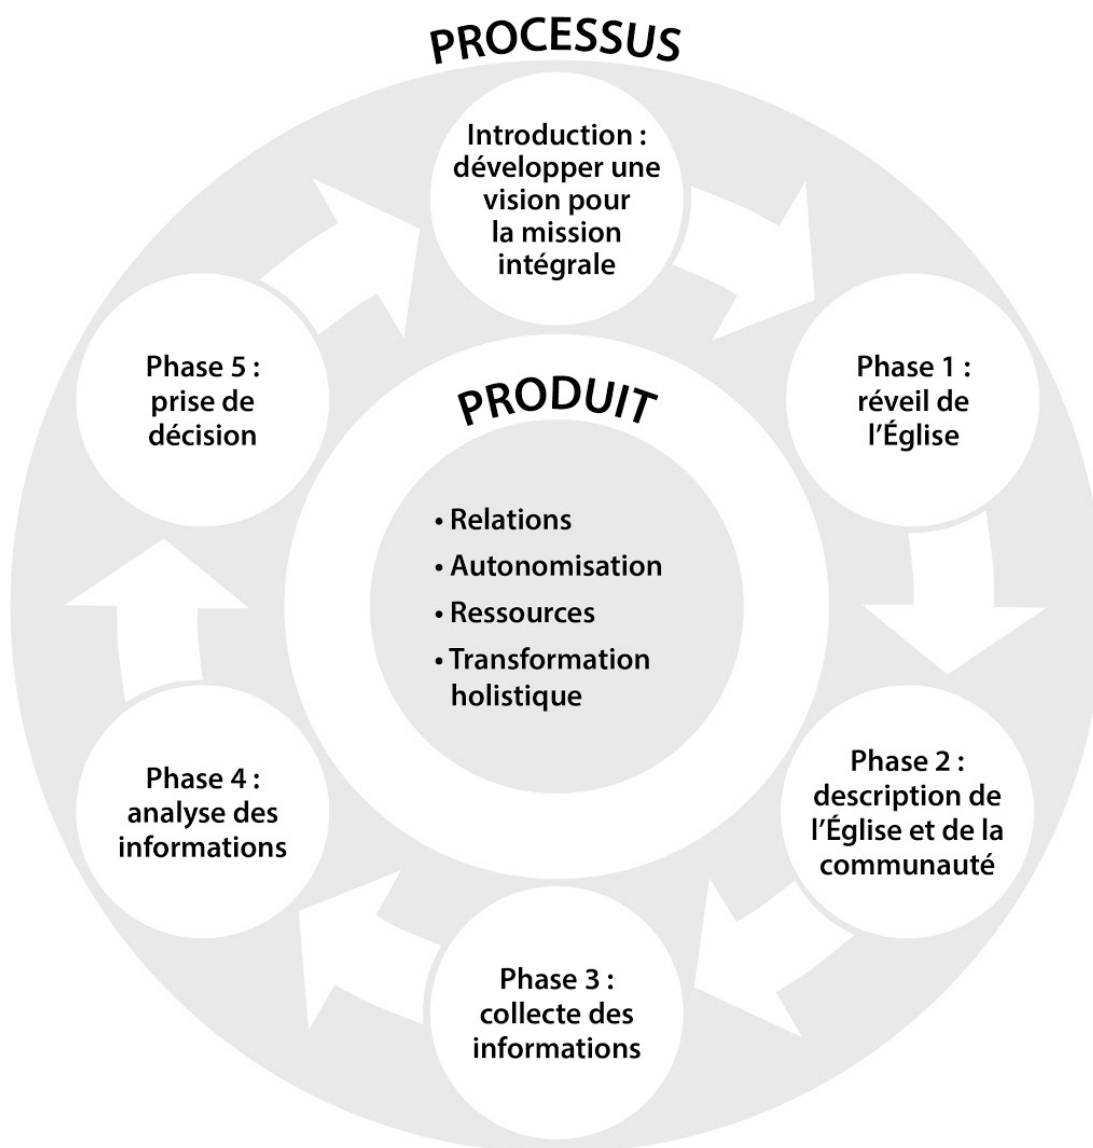 PROCESSUS
Introduction :
développer une
vision pour
la mission
intégrale
Phase 1 :
réveil de
l’Église
Phase 2 :
description de
l’Église et de la
communauté
Phase 3 :
collecte des
informations
Phase 4 :
analyse des
informations
Phase 5 :
prise de
décision
PRODUIT
• Relations
• Autonomisation
• Ressources
• Transformation
holistique